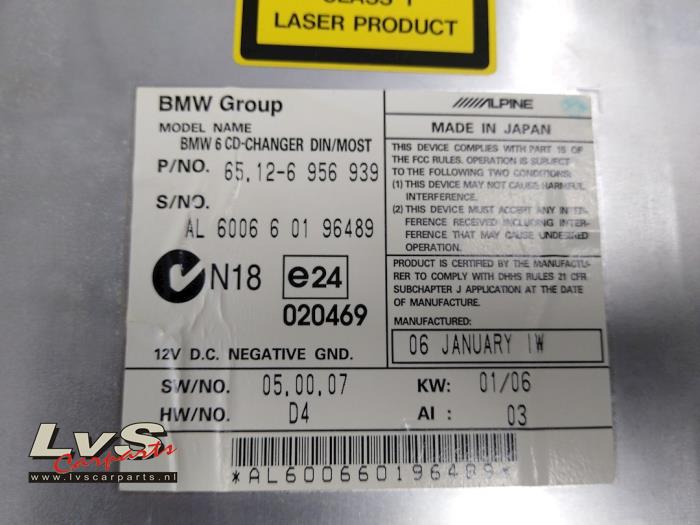 CLASS 1
LASER PRODUCT
BMW Group
MODEL NAME
BMW 6 CD-CHANGER DIN/MOST
P/NO. 65.12-6 956 939
S/NO.
AL 6006 6 01 96489
N18 e24
020469
12V D.C. NEGATIVE GND.
ALPINE
MADE IN JAPAN
THIS DEVICE COMPLIES WITH PART 15 OF
THE FCC RULES. OPERATION IS SUBJECT
TO THE FOLLOWING TWO CONDITIONS:
(1) THIS DEVICE MAY NOT CAUSE HARMFUL
INTERFERENCE.
(2) THIS DEVICE MUST ACCEPT ANY INTER-
FERENCE RECEIVED INCLUDING INTER-
FERENCE THAT MAY CAUSE UNDESIRED
OPERATION.
PRODUCT IS CERTIFIED BY THE MANUFACTU-
RER TO COMPLY WITH DHHS RULES 21 CFR
SUBCHAPTER J APPLICATION AT THE DATE
OF MANUFACTURE.
MANUFACTURED:
06 JANUARY 1W
SW/NO. 05.00.07 KW: 01/06
HW/NO. D4 AI : 03
*AL600660196489*
LvS
Carparts
www.lvscarparts.nl